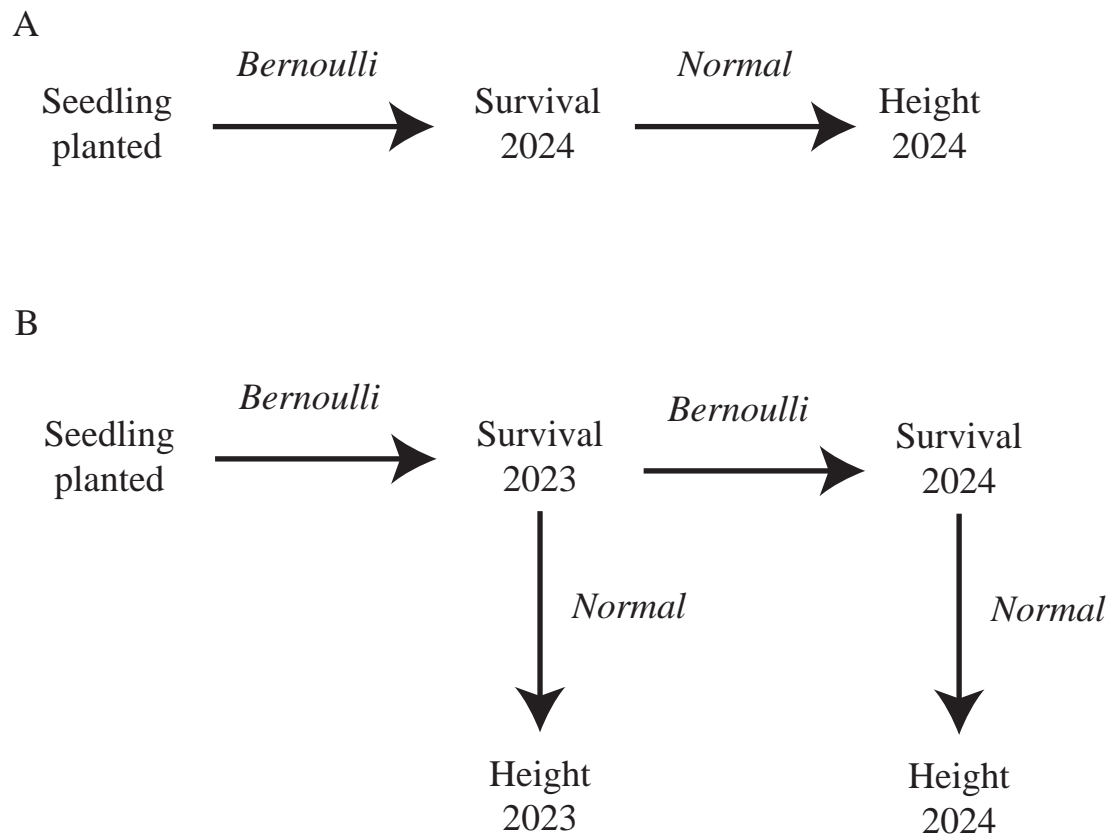 A
Bernoulli
Normal
Seedling
planted
Survival
2024
Height
2024
B
Bernoulli
Bernoulli
Seedling
planted
Survival
2023
Survival
2024
Normal
Normal
Height
2023
Height
2024